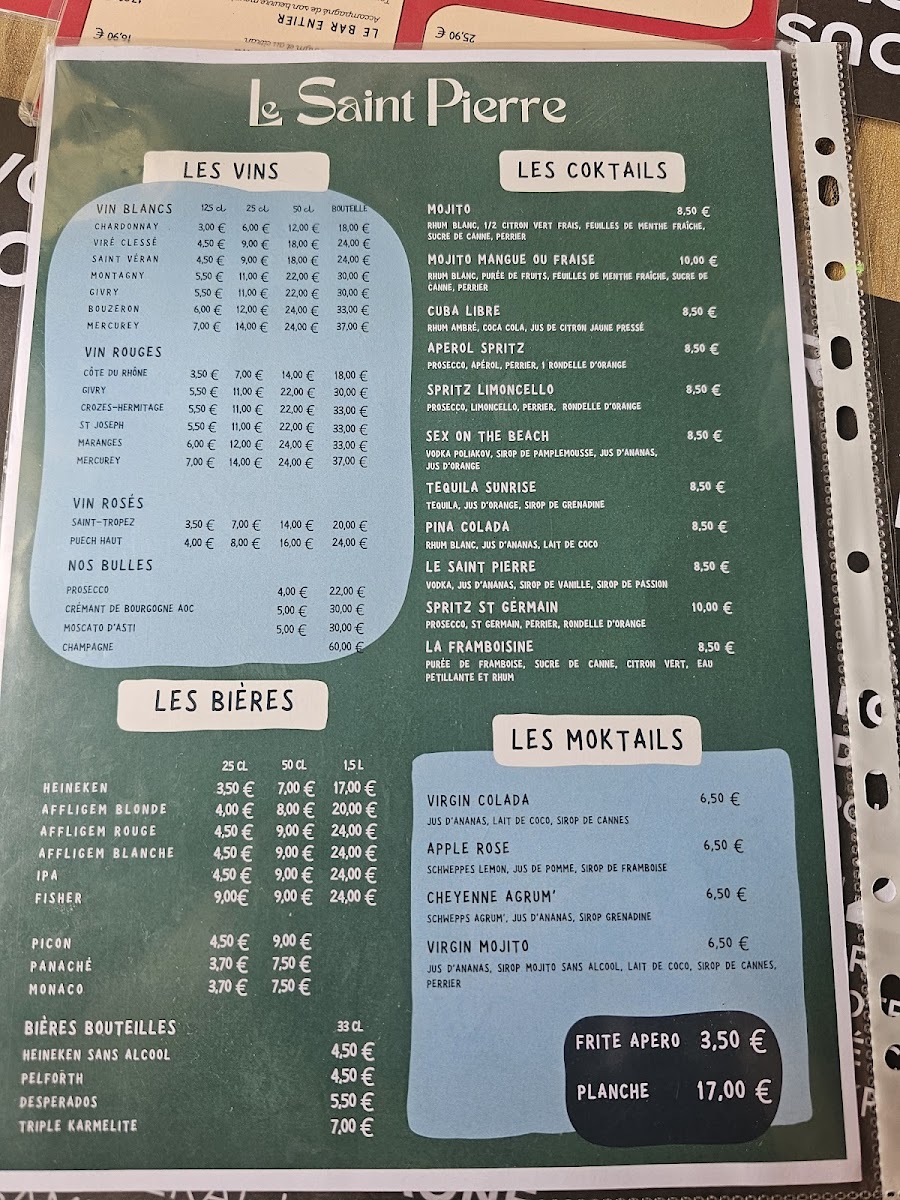 LE BAR ENTIER
Accompagné de son beurre
16,90 €
25,90 €
Le Saint Pierre
LES VINS
VIN BLANCS 125 cl 25 cl 50 cl BOUTEILLE
CHARDONNAY 3,00 € 6,00 € 12,00 € 18,00 €
VIRÉ CLESSÉ 4,50 € 9,00 € 18,00 € 24,00 €
SAINT VÉRAN 4,50 € 9,00 € 18,00 € 24,00 €
MONTAGNY 5,50 € 11,00 € 22,00 € 30,00 €
GIVRY 5,50 € 11,00 € 22,00 € 30,00 €
BOUZERON 6,00 € 12,00 € 24,00 € 33,00 €
MERCUREY 7,00 € 14,00 € 24,00 € 37,00 €
VIN ROUGES
CÔTE DU RHÔNE 3,50 € 7,00 € 14,00 € 18,00 €
GIVRY 5,50 € 11,00 € 22,00 € 30,00 €
CROZES-HERMITAGE 5,50 € 11,00 € 22,00 € 33,00 €
ST JOSEPH 5,50 € 11,00 € 22,00 € 33,00 €
MARANGES 6,00 € 12,00 € 24,00 € 33,00 €
MERCUREY 7,00 € 14,00 € 24,00 € 37,00 €
VIN ROSÉS
SAINT-TROPEZ 3,50 € 7,00 € 14,00 € 20,00 €
PUECH HAUT 4,00 € 8,00 € 16,00 € 24,00 €
NOS BULLES
PROSECCO 4,00 € 22,00 €
CRÉMANT DE BOURGOGNE AOC 5,00 € 30,00 €
MOSCATO D'ASTI 5,00 € 30,00 €
CHAMPAGNE 60,00 €
LES BIÈRES
25 CL 50 CL 1,5 L
HEINEKEN 3,50 € 7,00 € 17,00 €
AFFLIGEM BLONDE 4,00 € 8,00 € 20,00 €
AFFLIGEM ROUGE 4,50 € 9,00 € 24,00 €
AFFLIGEM BLANCHE 4,50 € 9,00 € 24,00 €
IPA 4,50 € 9,00 € 24,00 €
FISHER 9,00€ 9,00 € 24,00 €
PICON 4,50 € 9,00 €
PANACHÉ 3,70 € 7,50 €
MONACO 3,70 € 7,50 €
BIÈRES BOUTEILLES 33 CL
HEINEKEN SANS ALCOOL 4,50 €
PELFORTH 4,50 €
DESPERADOS 5,50 €
TRIPLE KARMELITE 7,00 €
LES COKTAILS
MOJITO 8,50 €
RHUM BLANC, 1/2 CITRON VERT FRAIS, FEUILLES DE MENTHE FRAÎCHE,
SUCRE DE CANNE, PERRIER
MOJITO MANGUE OU FRAISE 10,00 €
RHUM BLANC, PURÉE DE FRUITS, FEUILLES DE MENTHE FRAÎCHE, SUCRE DE
CANNE, PERRIER
CUBA LIBRE 8,50 €
RHUM AMBRÉ, COCA COLA, JUS DE CITRON JAUNE PRESSÉ
APEROL SPRITZ 8,50 €
PROSECCO, APÉROL, PERRIER, 1 RONDELLE D'ORANGE
SPRITZ LIMONCELLO 8,50 €
PROSECCO, LIMONCELLO, PERRIER, RONDELLE D'ORANGE
SEX ON THE BEACH 8,50 €
VODKA POLIAKOV, SIROP DE PAMPLEMOUSSE, JUS D'ANANAS,
JUS D'ORANGE
TEQUILA SUNRISE 8,50 €
TEQUILA, JUS D'ORANGE, SIROP DE GRENADINE
PINA COLADA 8,50 €
RHUM BLANC, JUS D'ANANAS, LAIT DE COCO
LE SAINT PIERRE 8,50 €
VODKA, JUS D'ANANAS, SIROP DE VANILLE, SIROP DE PASSION
SPRITZ ST GERMAIN 10,00 €
PROSECCO, ST GERMAIN, PERRIER, RONDELLE D'ORANGE
LA FRAMBOISINE 8,50 €
PURÉE DE FRAMBOISE, SUCRE DE CANNE, CITRON VERT, EAU
PETILLANTE ET RHUM
LES MOKTAILS
VIRGIN COLADA 6,50 €
JUS D'ANANAS, LAIT DE COCO, SIROP DE CANNES
APPLE ROSE 6,50 €
SCHWEPPES LEMON, JUS DE POMME, SIROP DE FRAMBOISE
CHEYENNE AGRUM' 6,50 €
SCHWEPPS AGRUM', JUS D'ANANAS, SIROP GRENADINE
VIRGIN MOJITO 6,50 €
JUS D'ANANAS, SIROP MOJITO SANS ALCOOL, LAIT DE COCO, SIROP DE CANNES,
PERRIER
FRITE APERO 3,50 €
PLANCHE 17,00 €